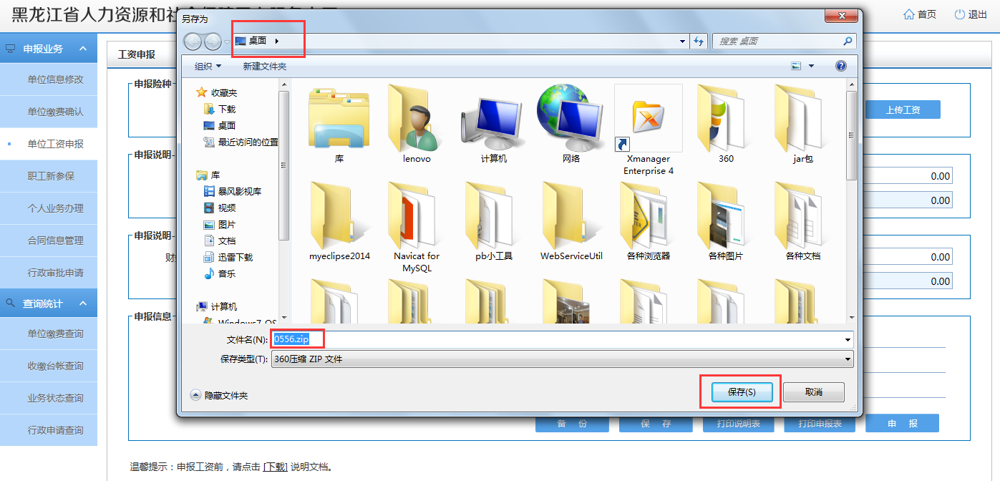 黑龙江省人力资源和社
首页
退出
另存为
桌面
搜索 桌面
组织
新建文件夹
收藏夹
下载
桌面
最近访问的位置
库
暴风影视库
视频
图片
文档
迅雷下载
音乐
计算机
Windows7_OS
库
lenovo
计算机
网络
Xmanager
Enterprise 4
360
jar包
myeclipse2014
Navicat for
MySQL
pb小工具
WebServiceUtil
各种浏览器
各种图片
各种文档
文件名(N):
0556.zip
保存类型(T):
360压缩 ZIP 文件
隐藏文件夹
保存(S)
取消
申报业务
单位信息修改
单位缴费确认
单位工资申报
职工新参保
个人业务办理
合同信息管理
行政审批申请
查询统计
单位缴费查询
收缴台帐查询
业务状态查询
行政申请查询
工资申报
申报险种
上传工资
申报说明
0.00
0.00
申报说明
财
0.00
0.00
申报信息
备 份
保 存
打印说明表
打印申报表
申 报
温馨提示：申报工资前，请点击 [下载] 说明文档。